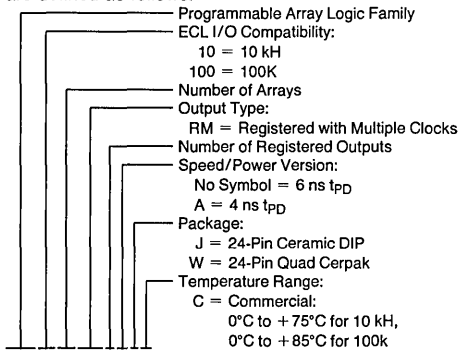 Programmable Array Logic Family
ECL I/O Compatibility:
10 = 10 kH
100 = 100K
Number of Arrays
Output Type:
RM = Registered with Multiple Clocks
Number of Registered Outputs
Speed/Power Version:
No Symbol = 6 ns tPD
A = 4 ns tPD
Package:
J = 24-Pin Ceramic DIP
W = 24-Pin Quad Cerpak
Temperature Range:
C = Commercial:
0°C to +75°C for 10 kH,
0°C to +85°C for 100k